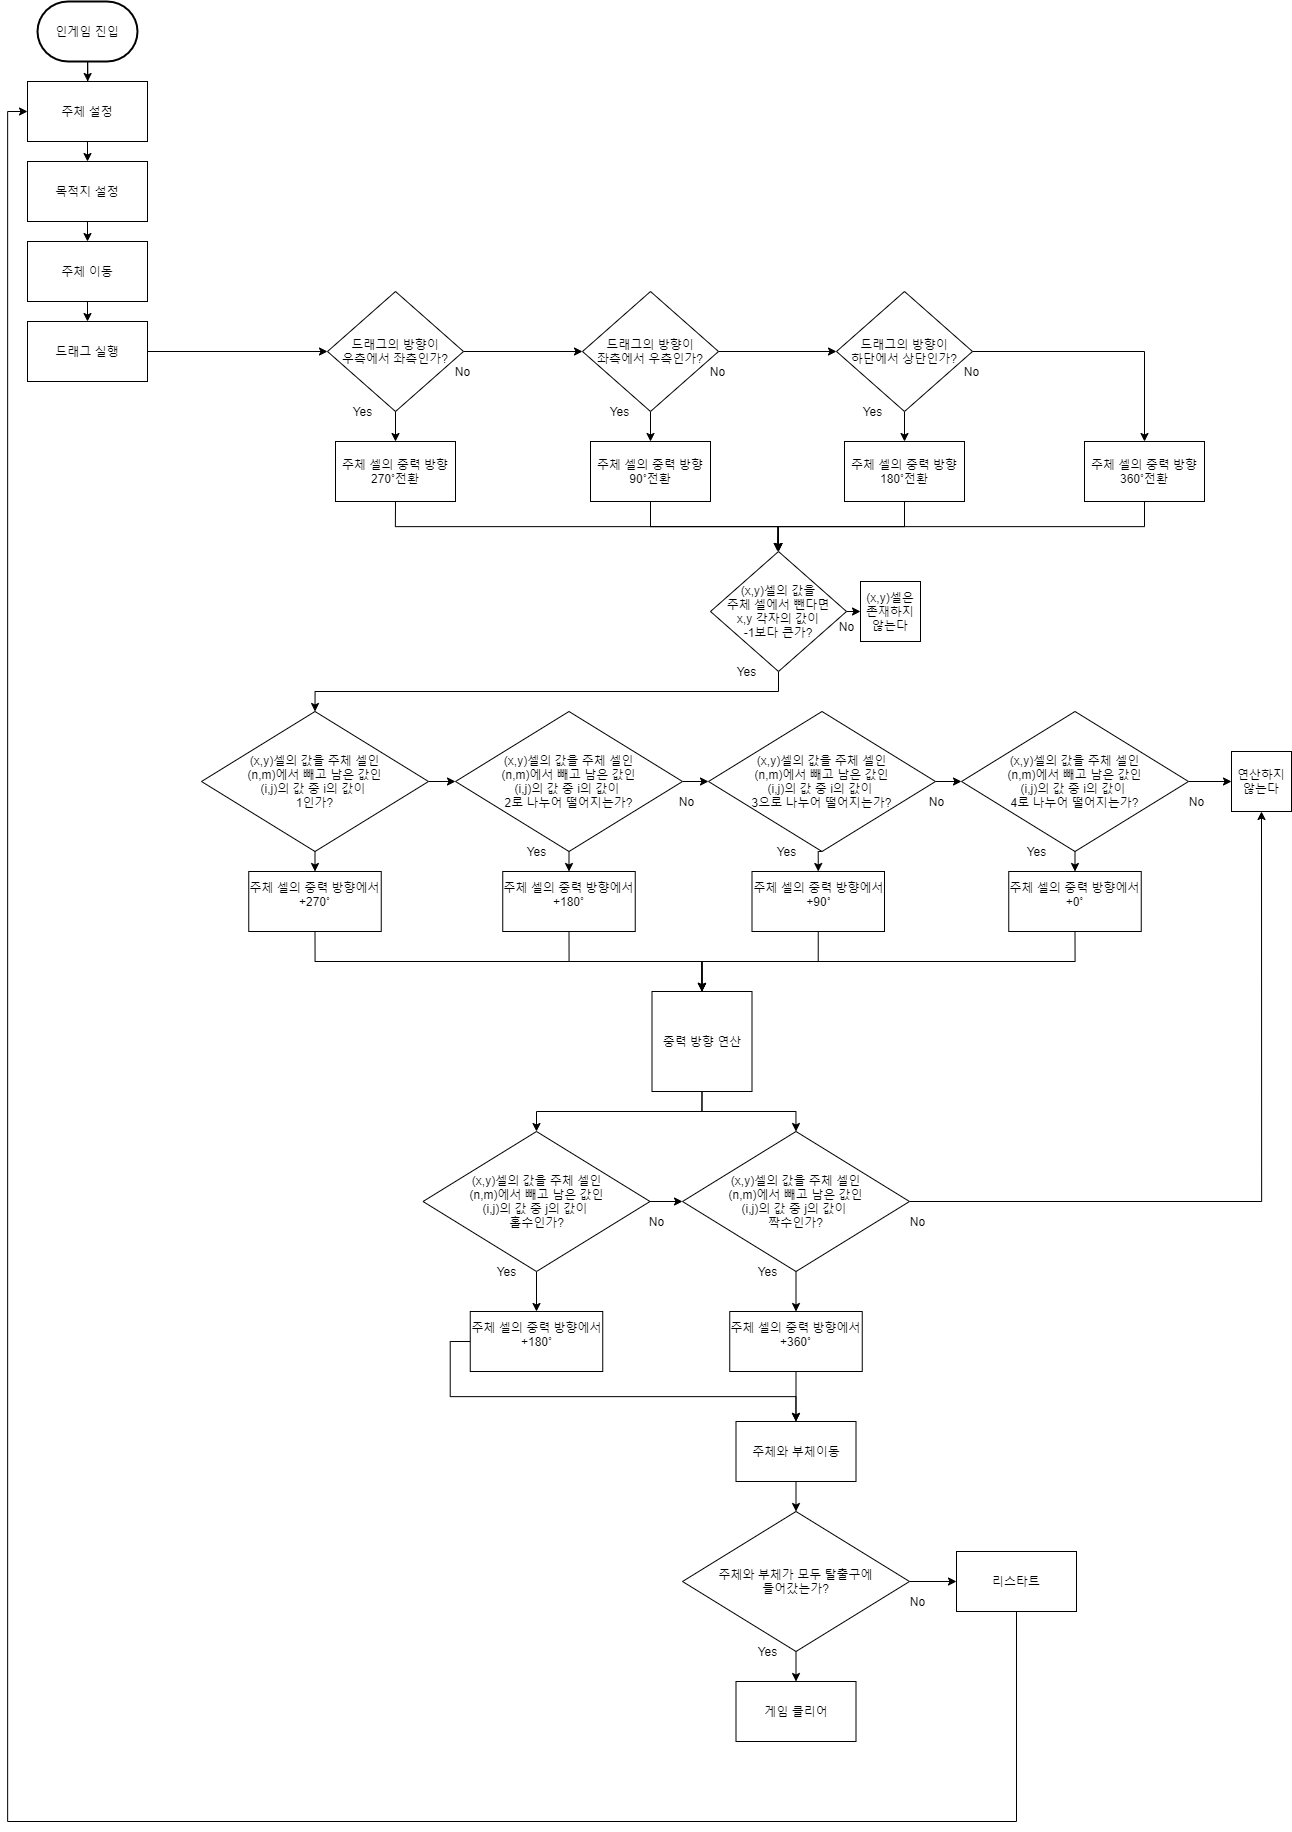 인게임 진입
주체 설정
목적지 설정
주체 이동
드래그 실행
드래그의 방향이
우측에서 좌측인가?
No
Yes
드래그의 방향이
좌측에서 우측인가?
No
Yes
드래그의 방향이
하단에서 상단인가?
No
Yes
주체 셀의 중력 방향
270°전환
주체 셀의 중력 방향
90°전환
주체 셀의 중력 방향
180°전환
주체 셀의 중력 방향
360°전환
(x,y)셀의 값을
주체 셀에서 뺀다면
x,y 각자의 값이
-1보다 큰가?
No
Yes
(x,y)셀은
존재하지
않는다
(x,y)셀의 값을 주체 셀인
(n,m)에서 빼고 남은 값인
(i,j)의 값 중 i의 값이
1인가?
(x,y)셀의 값을 주체 셀인
(n,m)에서 빼고 남은 값인
(i,j)의 값 중 i의 값이
2로 나누어 떨어지는가?
No
Yes
(x,y)셀의 값을 주체 셀인
(n,m)에서 빼고 남은 값인
(i,j)의 값 중 i의 값이
3으로 나누어 떨어지는가?
No
Yes
(x,y)셀의 값을 주체 셀인
(n,m)에서 빼고 남은 값인
(i,j)의 값 중 i의 값이
4로 나누어 떨어지는가?
No
Yes
연산하지
않는다
주체 셀의 중력 방향에서
+270°
주체 셀의 중력 방향에서
+180°
주체 셀의 중력 방향에서
+90°
주체 셀의 중력 방향에서
+0°
중력 방향 연산
(x,y)셀의 값을 주체 셀인
(n,m)에서 빼고 남은 값인
(i,j)의 값 중 j의 값이
홀수인가?
No
Yes
(x,y)셀의 값을 주체 셀인
(n,m)에서 빼고 남은 값인
(i,j)의 값 중 j의 값이
짝수인가?
No
Yes
주체 셀의 중력 방향에서
+180°
주체 셀의 중력 방향에서
+360°
주체와 부체이동
주체와 부체가 모두 탈출구에
들어갔는가?
No
Yes
리스타트
게임 클리어